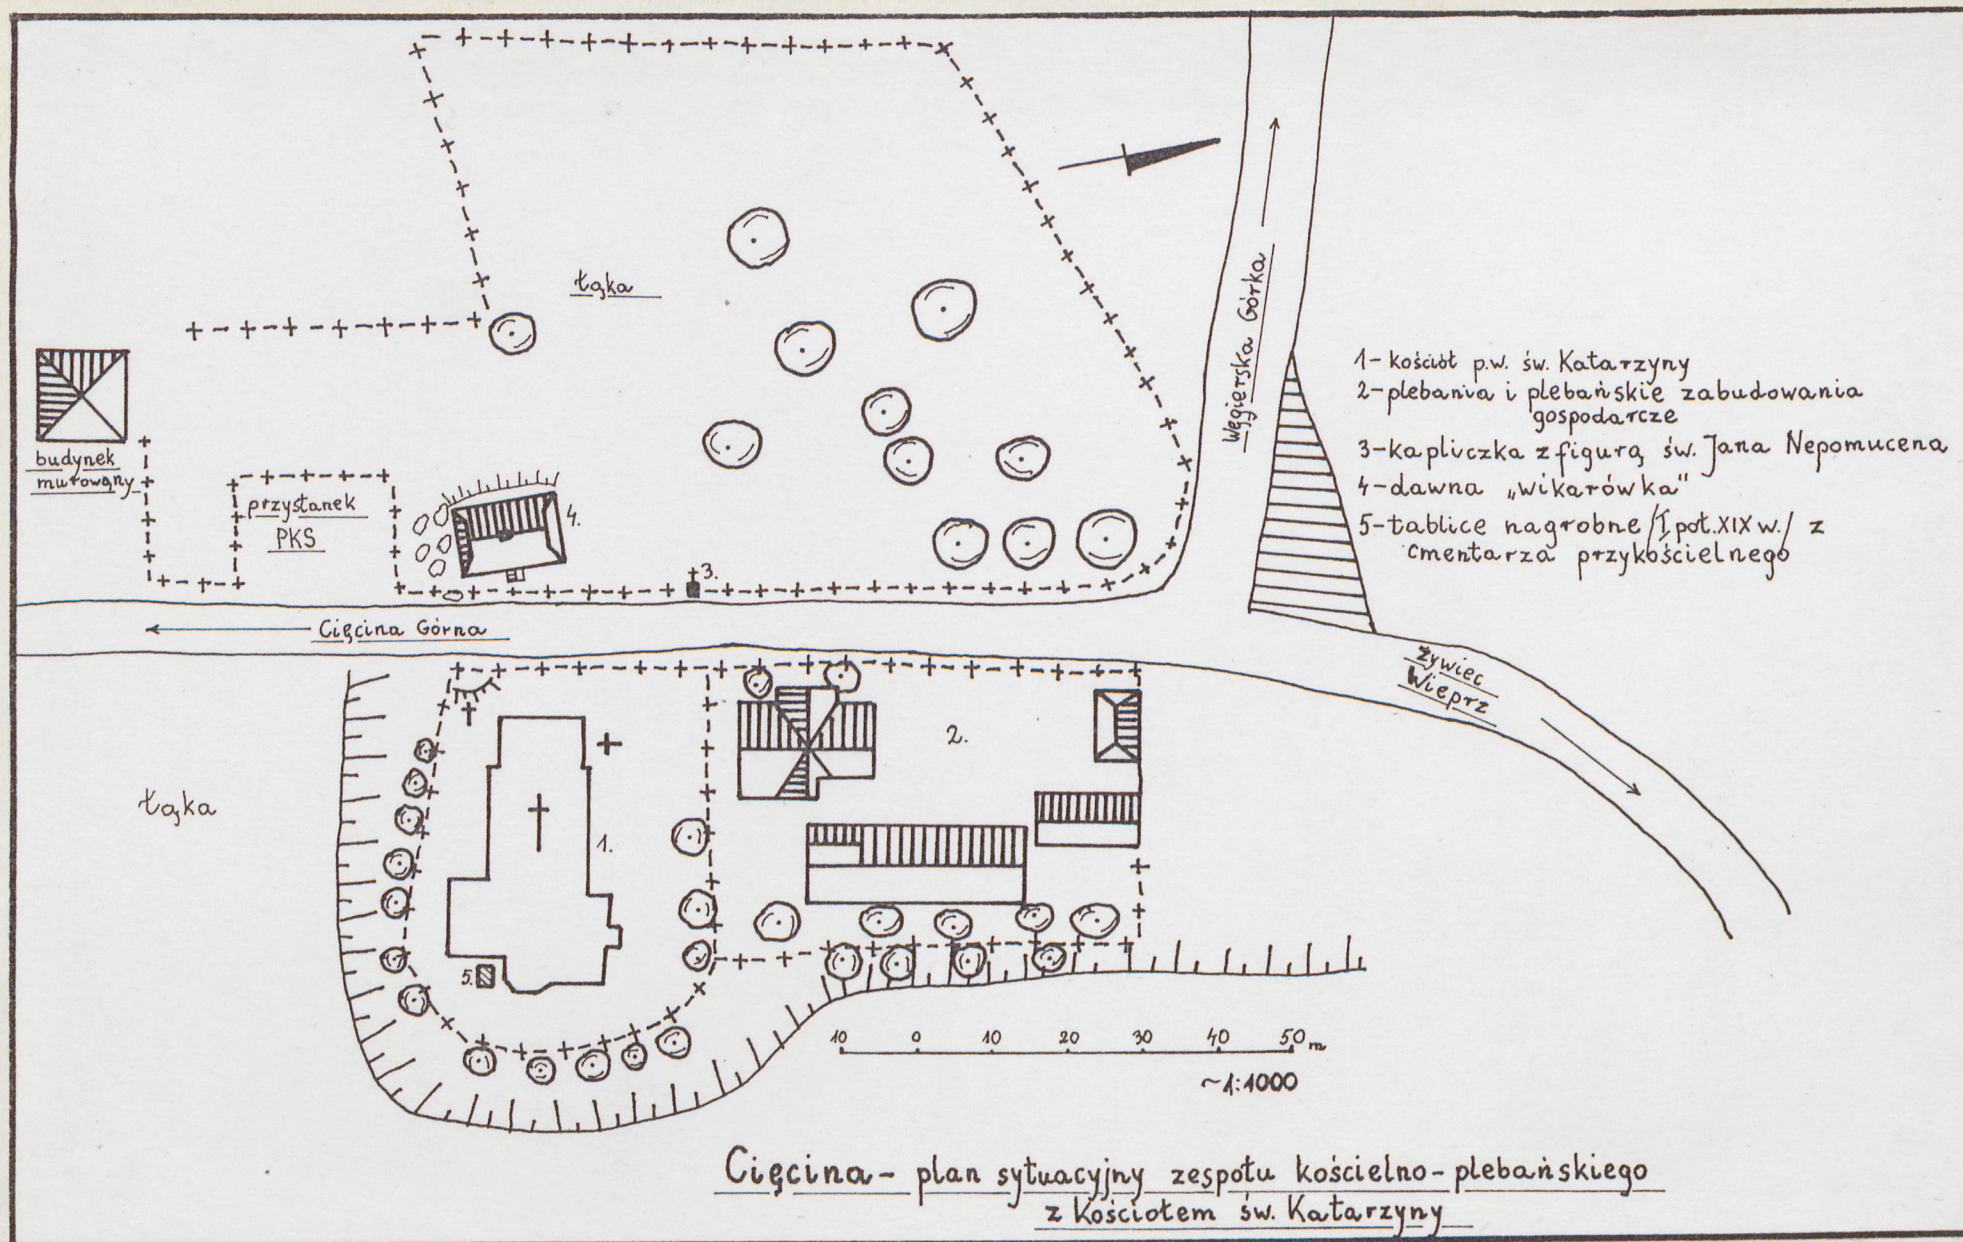 łąka
Węgierska Górka
budynek
murowany
przystanek
PKS
4.
3.
Cięcina Górna
Żywiec
Wieprz
łąka
1.
2.
5.
1-kościół p.w. św. Katarzyny
2-plebania i plebańskie zabudowania
gospodarcze
3-kapliczka z figurą św. Jana Nepomucena
4-dawna „wikarówka"
5-tablice nagrobne /I poł. XIX w./ z
cmentarza przykościelnego
10 0 10 20 30 40 50 m
~1:1000
Cięcina - plan sytuacyjny zespołu kościelno-plebańskiego
z kościołem św. Katarzyny